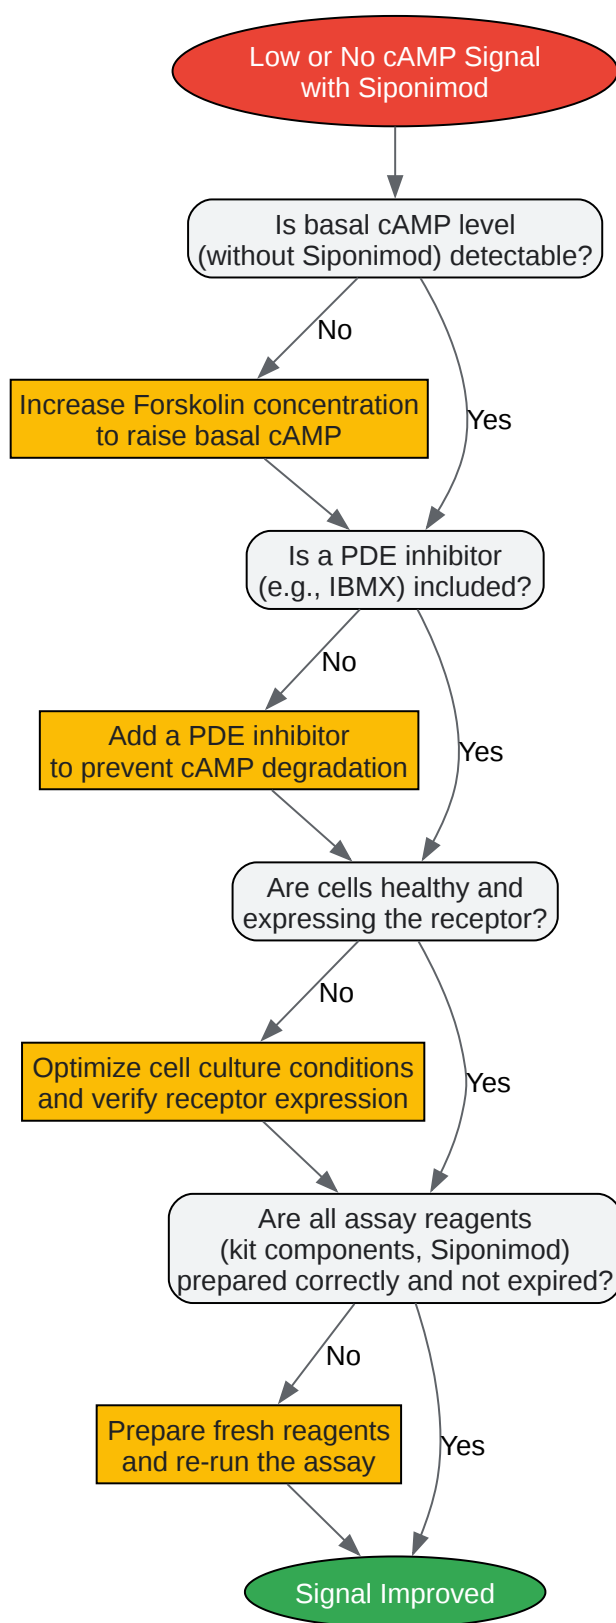 Low or No cAMP Signal
with Siponimod
Is basal cAMP level
(without Siponimod) detectable?
No
Yes
Increase Forskolin concentration
to raise basal cAMP
Is a PDE inhibitor
(e.g., IBMX) included?
No
Yes
Add a PDE inhibitor
to prevent cAMP degradation
Are cells healthy and
expressing the receptor?
No
Yes
Optimize cell culture conditions
and verify receptor expression
Are all assay reagents
(kit components, Siponimod)
prepared correctly and not expired?
No
Yes
Prepare fresh reagents
and re-run the assay
Signal Improved